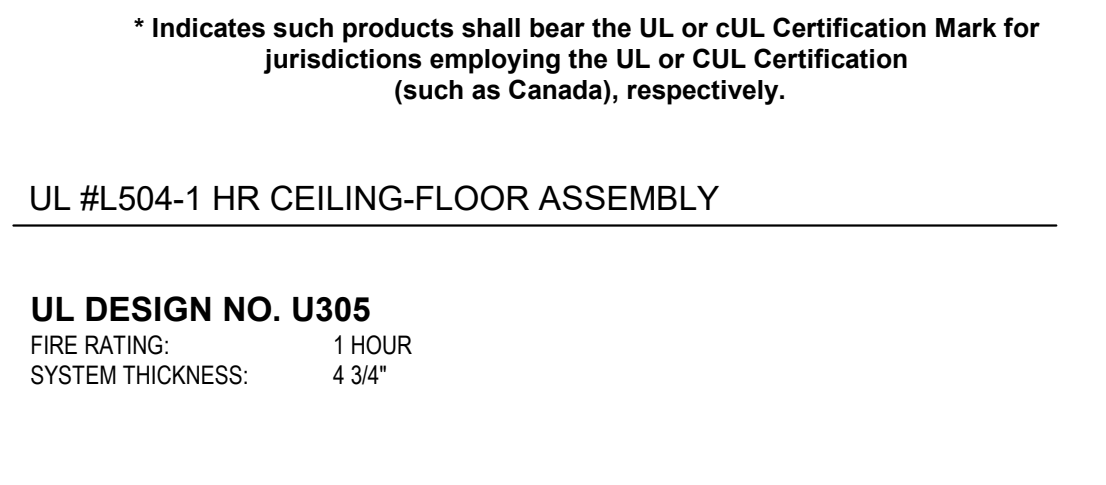 * Indicates such products shall bear the UL or cUL Certification Mark for
jurisdictions employing the UL or CUL Certification
(such as Canada), respectively.
UL #L504-1 HR CEILING-FLOOR ASSEMBLY
UL DESIGN NO. U305
FIRE RATING: 1 HOUR
SYSTEM THICKNESS: 4 3/4"